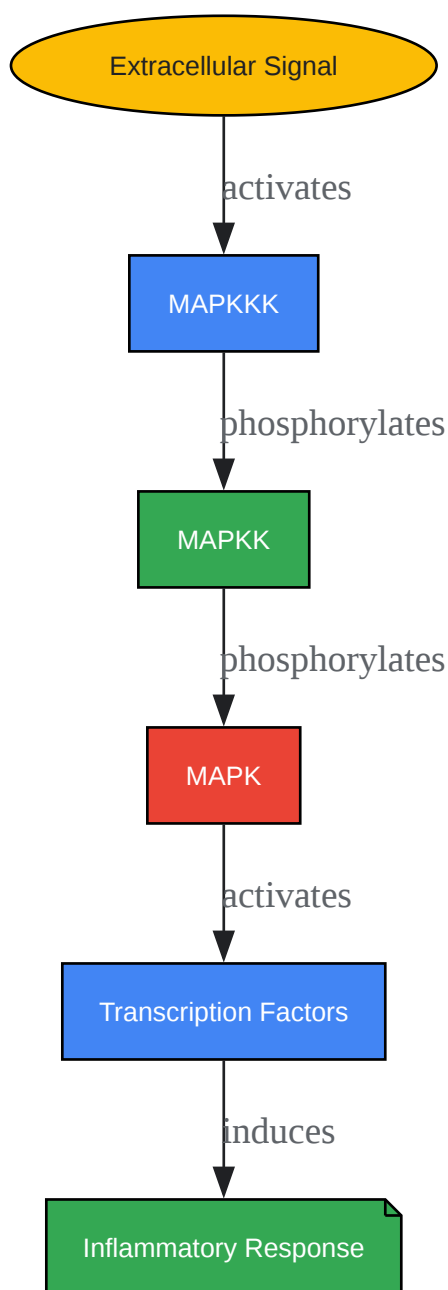 Extracellular Signal
activates
MAPKKK
phosphorylates
MAPKK
phosphorylates
MAPK
activates
Transcription Factors
induces
Inflammatory Response